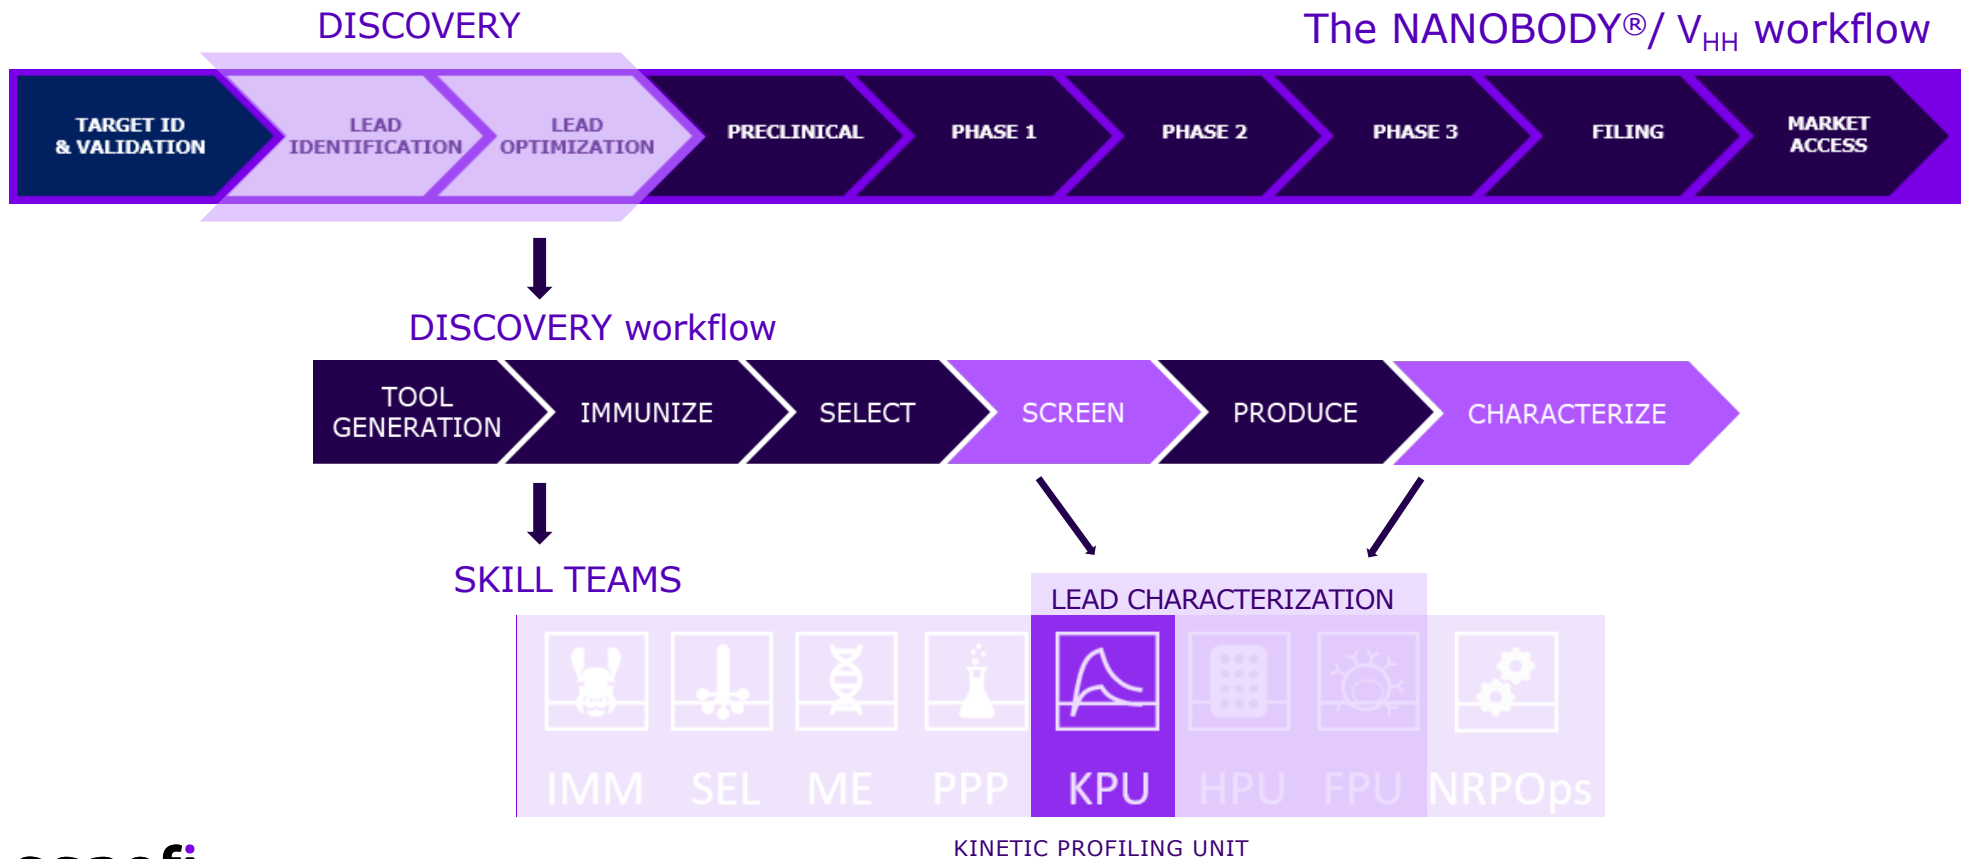 DISCOVERY
The NANOBODY®/ VHH workflow
TARGET ID
& VALIDATION
LEAD
IDENTIFICATION
LEAD
OPTIMIZATION
PRECLINICAL
PHASE 1
PHASE 2
PHASE 3
FILING
MARKET
ACCESS
DISCOVERY workflow
TOOL
GENERATION
IMMUNIZE
SELECT
SCREEN
PRODUCE
CHARACTERIZE
SKILL TEAMS
LEAD CHARACTERIZATION
IMM
SEL
ME
PPP
KPU
HPU
FPU
NRPOps
KINETIC PROFILING UNIT